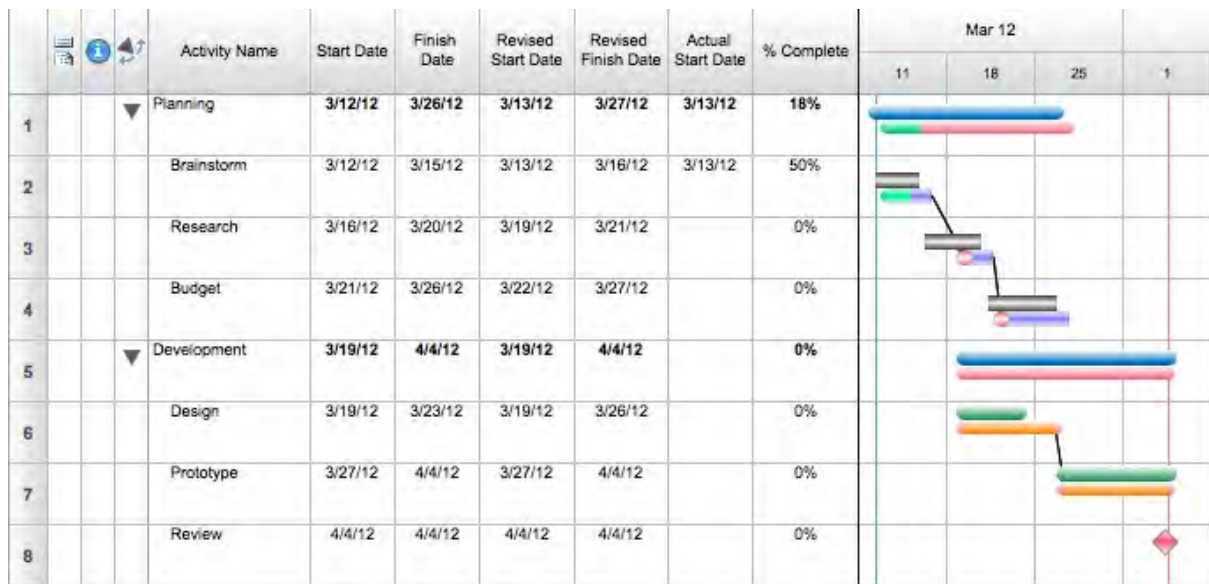 Mar 12
Activity Name Start Date Finish Date Revised Start Date Revised Finish Date Actual Start Date % Complete
11 18 25 1
1 Planning 3/12/12 3/26/12 3/13/12 3/27/12 3/13/12 18%
2 Brainstorm 3/12/12 3/15/12 3/13/12 3/16/12 3/13/12 50%
3 Research 3/16/12 3/20/12 3/19/12 3/21/12 0%
4 Budget 3/21/12 3/26/12 3/22/12 3/27/12 0%
5 Development 3/19/12 4/4/12 3/19/12 4/4/12 0%
6 Design 3/19/12 3/23/12 3/19/12 3/26/12 0%
7 Prototype 3/27/12 4/4/12 3/27/12 4/4/12 0%
8 Review 4/4/12 4/4/12 4/4/12 4/4/12 0%